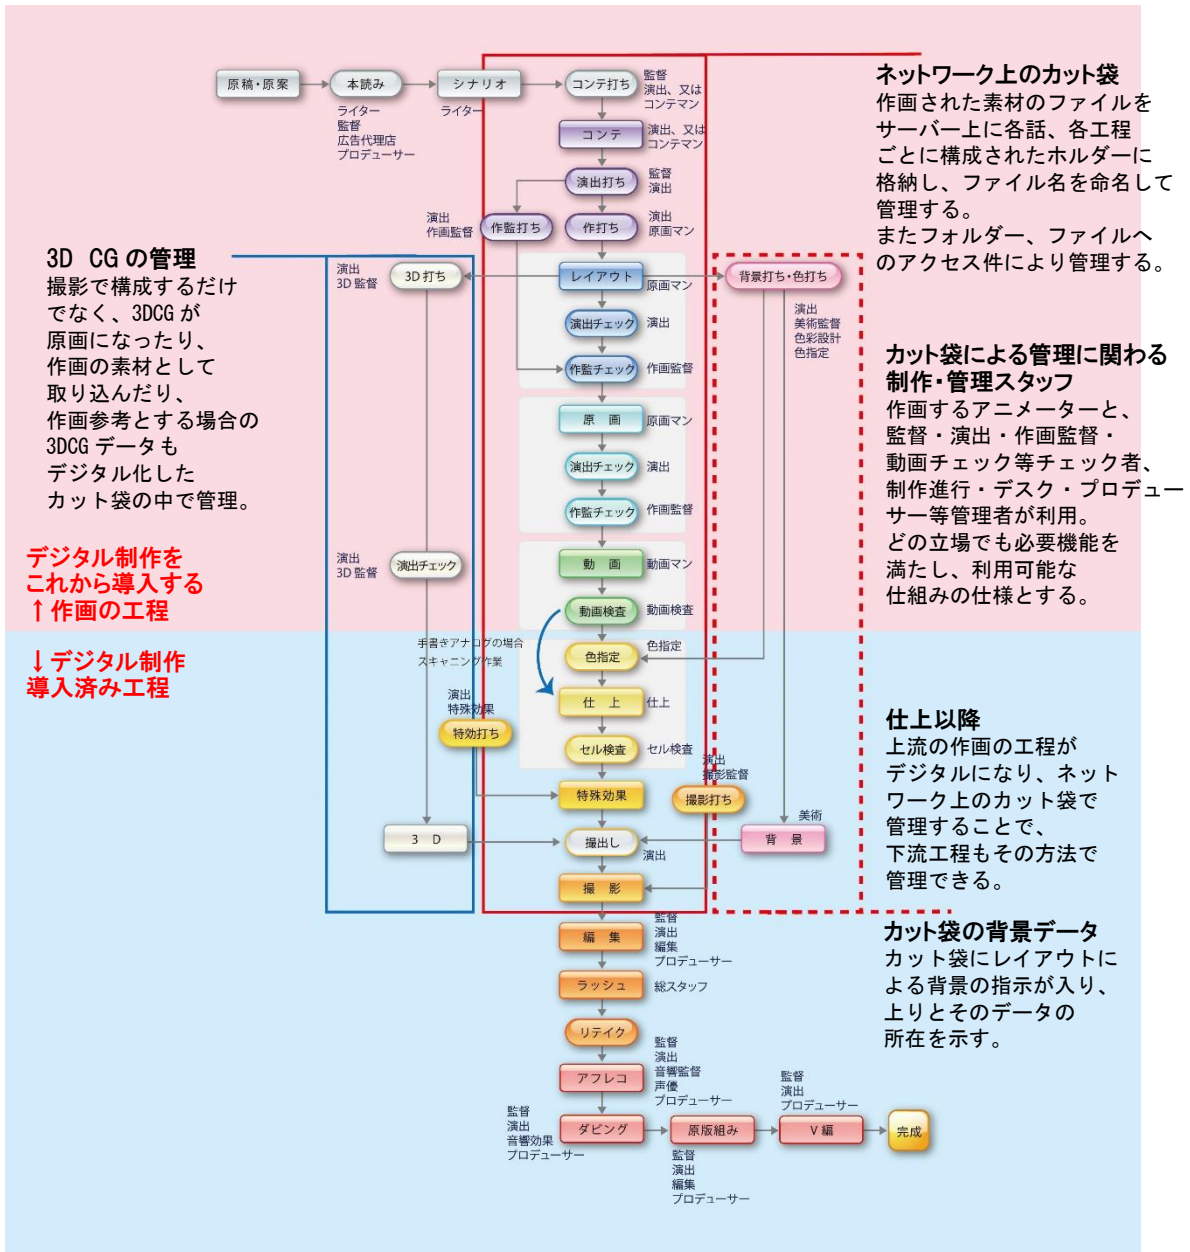 原稿・原案
本読み
ライター
監督
広告代理店
プロデューサー
シナリオ
ライター
コンテ打ち
監督
演出、又は
コンテマン
コンテ
演出、又は
コンテマン
演出打ち
監督
演出
演出
作画監督
作監打ち
作打ち
演出
原画マン
演出
3D 監督
3D 打ち
レイアウト
原画マン
背景打ち・色打ち
演出
美術監督
色彩設計
色指定
演出チェック
演出
作監チェック
作画監督
原 画
原画マン
演出チェック
演出
作監チェック
作画監督
演出
3D 監督
演出チェック
動 画
動画マン
動画検査
動画検査
手書きアナログの場合
スキャニング作業
色指定
色指定
仕 上
仕上
演出
特殊効果
特効打ち
セル検査
セル検査
演出
撮影監督
撮影打ち
特殊効果
3 D
撮出し
演出
美術
背 景
撮 影
編 集
監督
演出
編集
プロデューサー
ラッシュ
総スタッフ
リテイク
アフレコ
監督
演出
音響監督
声優
プロデューサー
監督
演出
音響効果
プロデューサー
ダビング
原版組み
監督
演出
編集
プロデューサー
監督
演出
プロデューサー
V 編
完成
3D CG の管理
撮影で構成するだけ
でなく、3DCG が
原画になったり、
作画の素材として
取り込んだり、
作画参考とする場合の
3DCG データも
デジタル化した
カット袋の中で管理。
デジタル制作を
これから導入する
↑作画の工程
↓デジタル制作
導入済み工程
ネットワーク上のカット袋
作画された素材のファイルを
サーバー上に各話、各工程
ごとに構成されたホルダーに
格納し、ファイル名を命名して
管理する。
またフォルダー、ファイルへ
のアクセス件により管理する。
カット袋による管理に関わる
制作・管理スタッフ
作画するアニメーターと、
監督・演出・作画監督・
動画チェック等チェック者、
制作進行・デスク・プロデュー
サー等管理者が利用。
どの立場でも必要機能を
満たし、利用可能な
仕組みの仕様とする。
仕上以降
上流の作画の工程が
デジタルになり、ネット
ワーク上のカット袋で
管理することで、
下流工程もその方法で
管理できる。
カット袋の背景データ
カット袋にレイアウトに
よる背景の指示が入り、
上りとそのデータの
所在を示す。